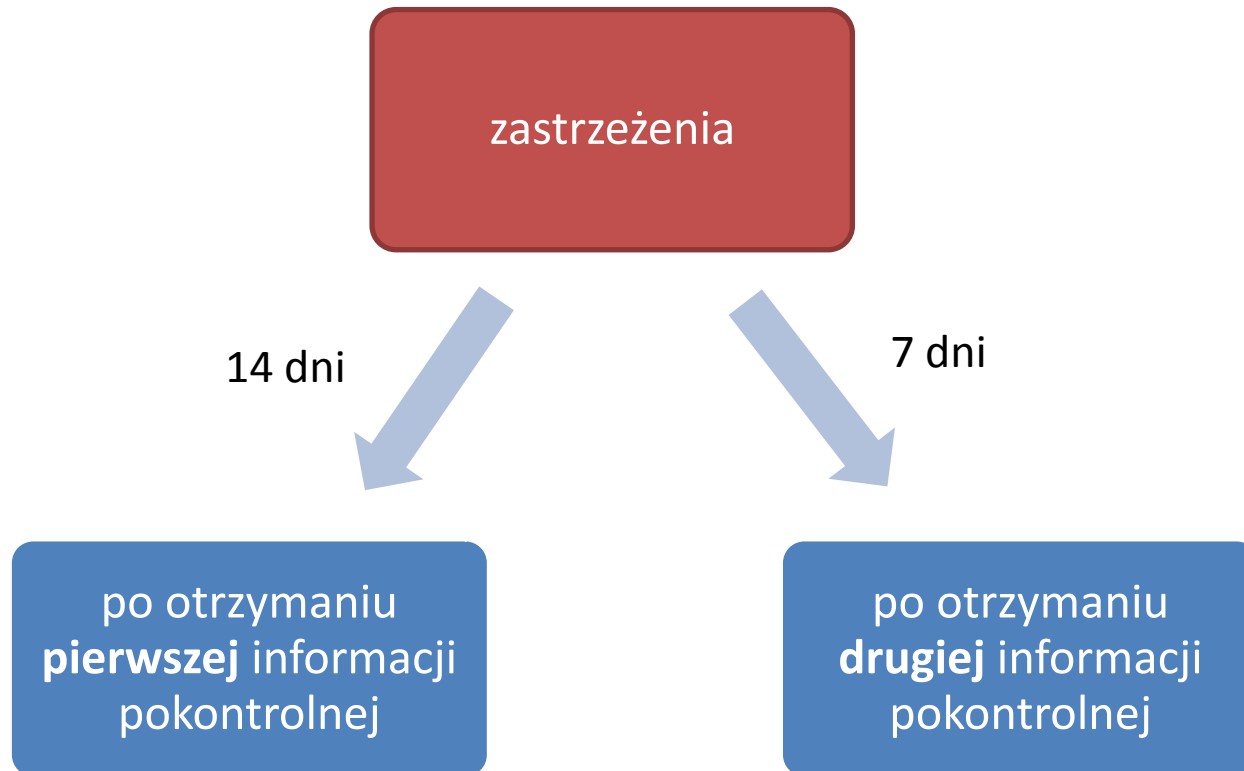 zastrzeżenia
14 dni
7 dni
po otrzymaniu
pierwszej informacji
pokontrolnej
po otrzymaniu
drugiej informacji
pokontrolnej